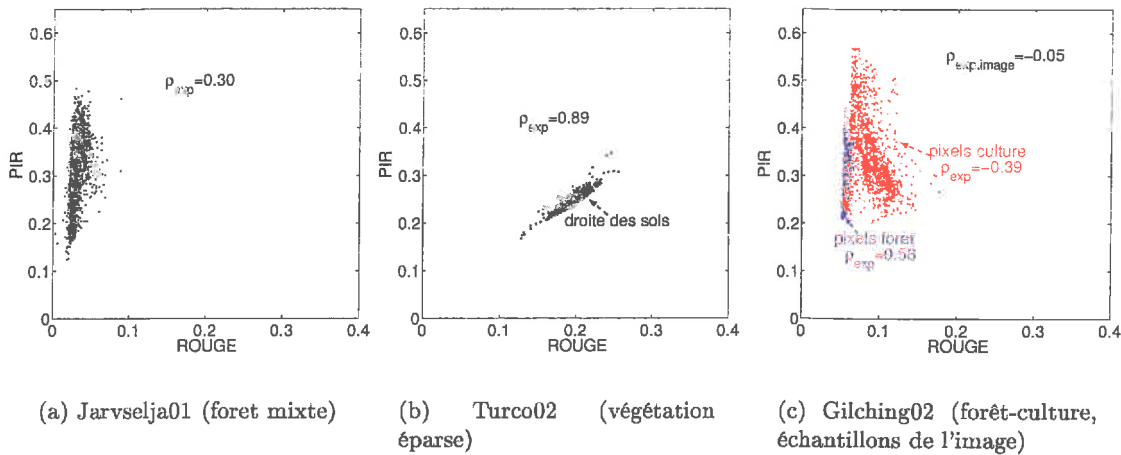 0.6
0.5
0.4
0.3
0.2
0.1
0
PIR
0
0.1
0.2
0.3
0.4
ROUGE
ρexp=0.30
(a) Jarvselja01 (foret mixte)
0.6
0.5
0.4
0.3
0.2
0.1
0
PIR
0
0.1
0.2
0.3
0.4
ROUGE
ρexp=0.89
droite des sols
(b) Turco02 (végétation
éparse)
0.6
0.5
0.4
0.3
0.2
0.1
0
PIR
0
0.1
0.2
0.3
0.4
ROUGE
ρexp,image=−0.05
pixels culture
ρexp=−0.39
pixels foret
ρexp=0.56
(c) Gilching02 (forêt-culture,
échantillons de l'image)